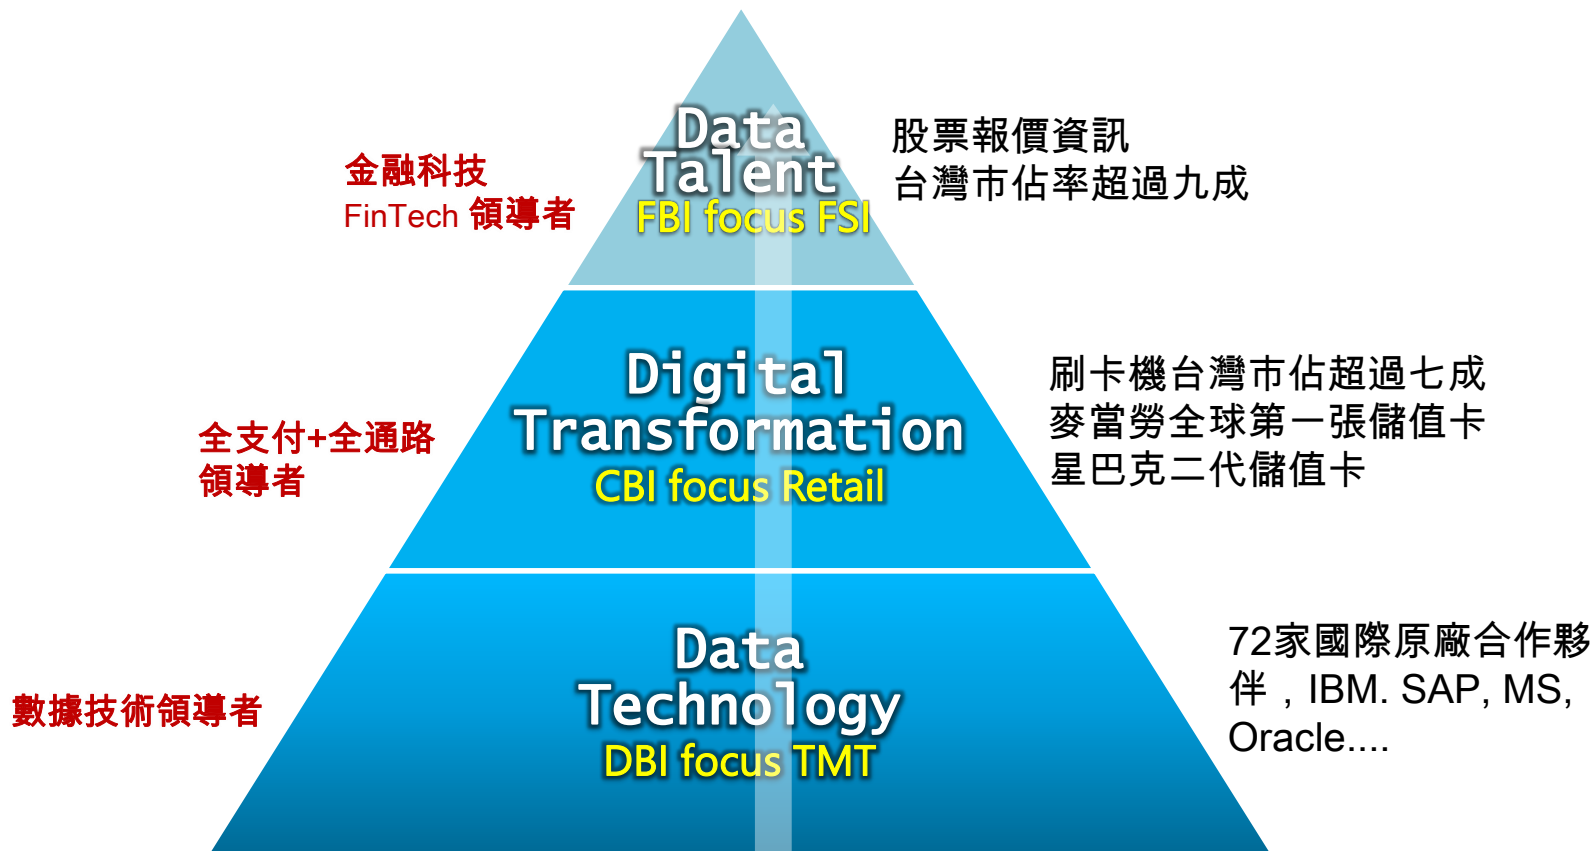 Data
Talent
FBI focus FSI
金融科技
FinTech 領導者
股票報價資訊
台灣市佔率超過九成
Digital
Transformation
CBI focus Retail
全支付+全通路
領導者
刷卡機台灣市佔超過七成
麥當勞全球第一張儲值卡
星巴克二代儲值卡
Data
Technology
DBI focus TMT
數據技術領導者
72家國際原廠合作夥
伴，IBM. SAP, MS,
Oracle....